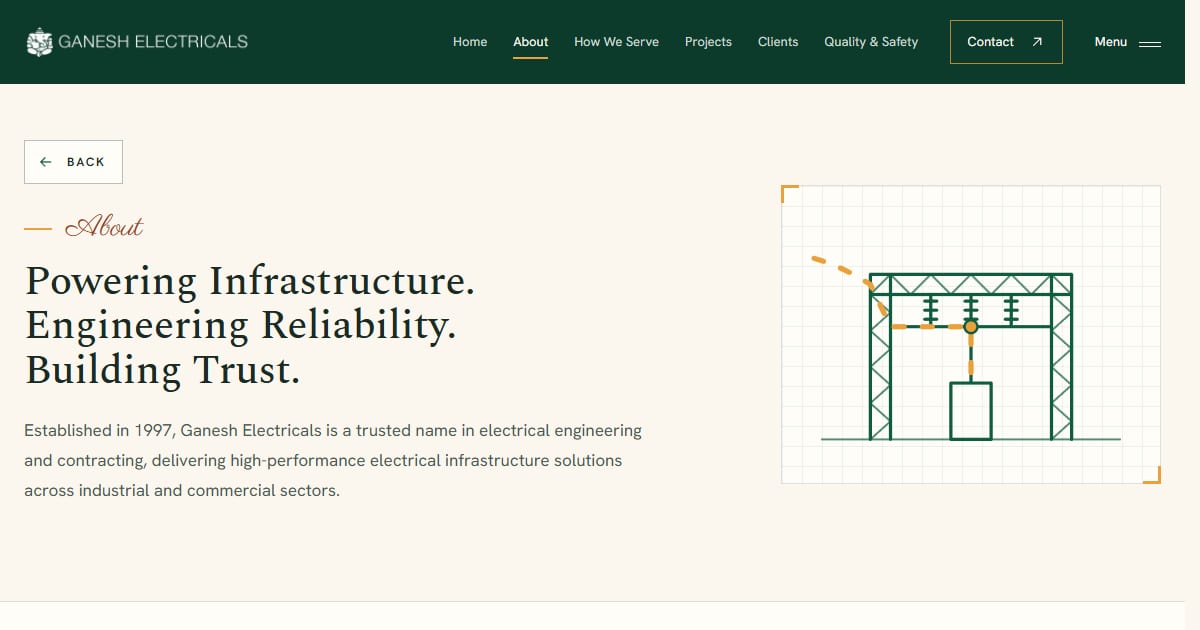 GANESH ELECTRICALS
Home
About
How We Serve
Projects
Clients
Quality & Safety
Contact
Menu
BACK
About
Powering Infrastructure.
Engineering Reliability.
Building Trust.
Established in 1997, Ganesh Electricals is a trusted name in electrical engineering
and contracting, delivering high-performance electrical infrastructure solutions
across industrial and commercial sectors.